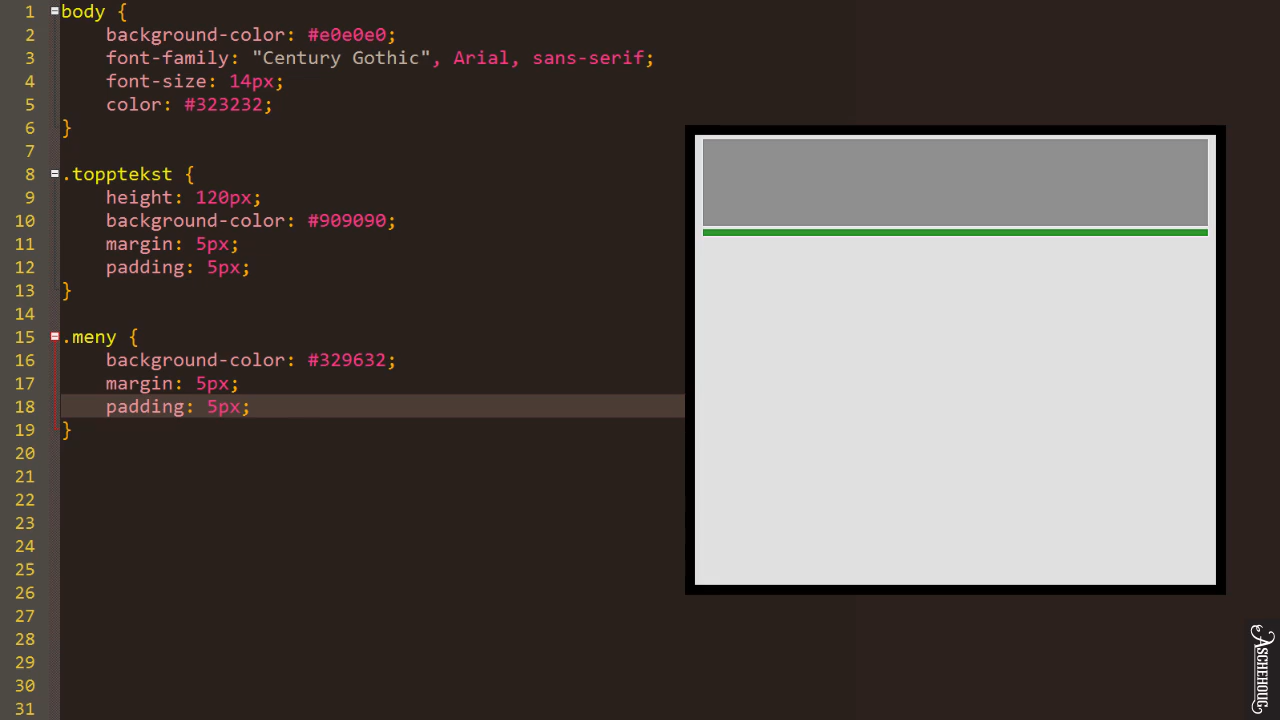 1 body {
2 background-color: #e0e0e0;
3 font-family: "Century Gothic", Arial, sans-serif;
4 font-size: 14px;
5 color: #323232;
6 }
7
8 .topptekst {
9 height: 120px;
10 background-color: #909090;
11 margin: 5px;
12 padding: 5px;
13 }
14
15 .meny {
16 background-color: #329632;
17 margin: 5px;
18 padding: 5px;
19 }
20
21
22
23
24
25
26
27
28
29
30
31
ASCHEHOUG